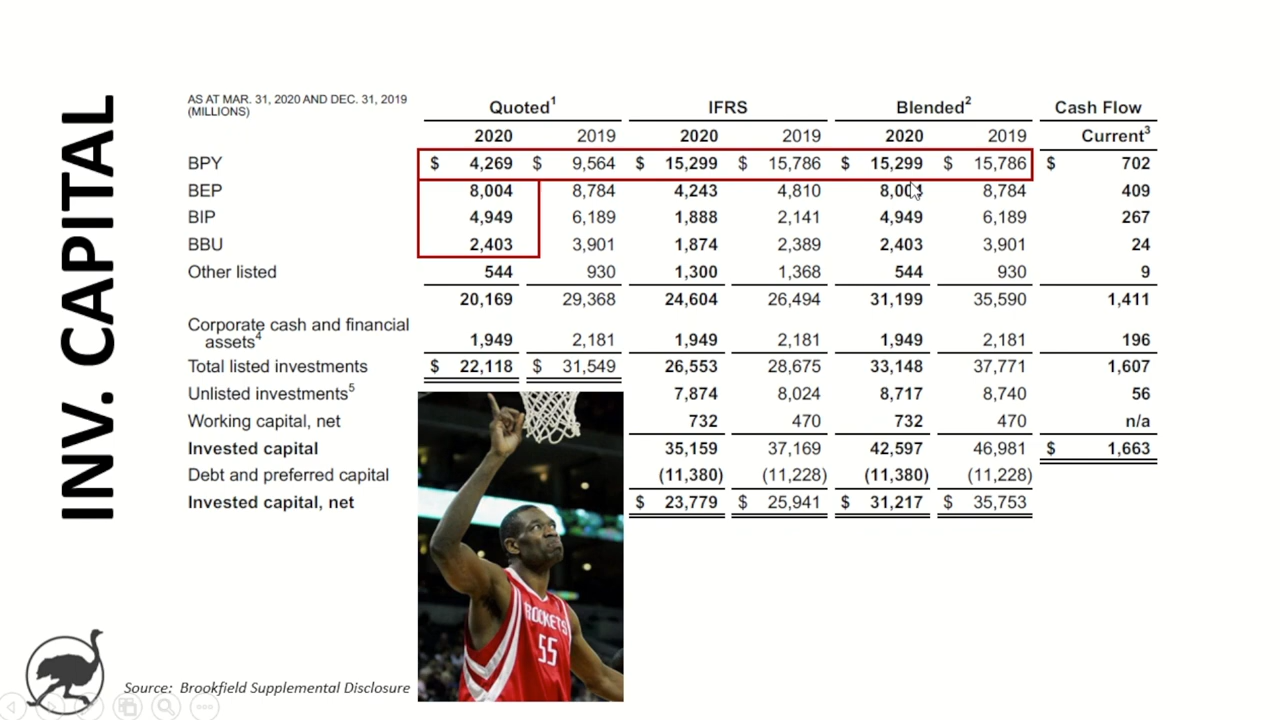 INV. CAPITAL
AS AT MAR. 31, 2020 AND DEC. 31, 2019
(MILLIONS)
Quoted1 IFRS Blended2 Cash Flow
2020 2019 2020 2019 2020 2019 Current3
BPY $ 4,269 $ 9,564 $ 15,299 $ 15,786 $ 15,299 $ 15,786 $ 702
BEP 8,004 8,784 4,243 4,810 8,004 8,784 409
BIP 4,949 6,189 1,888 2,141 4,949 6,189 267
BBU 2,403 3,901 1,874 2,389 2,403 3,901 24
Other listed 544 930 1,300 1,368 544 930 9
20,169 29,368 24,604 26,494 31,199 35,590 1,411
Corporate cash and financial
assets4 1,949 2,181 1,949 2,181 1,949 2,181 196
Total listed investments $ 22,118 $ 31,549 26,553 28,675 33,148 37,771 1,607
Unlisted investments5 7,874 8,024 8,717 8,740 56
Working capital, net 732 470 732 470 n/a
Invested capital 35,159 37,169 42,597 46,981 $ 1,663
Debt and preferred capital (11,380) (11,228) (11,380) (11,228)
Invested capital, net $ 23,779 $ 25,941 $ 31,217 $ 35,753
ROCKETS
55
Source: Brookfield Supplemental Disclosure